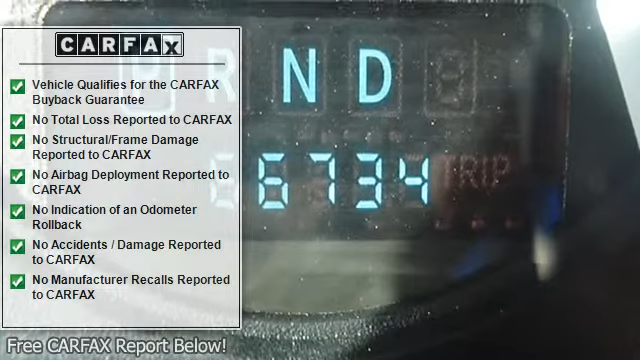 CARFAX
Vehicle Qualifies for the CARFAX
Buyback Guarantee
No Total Loss Reported to CARFAX
No Structural/Frame Damage
Reported to CARFAX
No Airbag Deployment Reported to
CARFAX
No Indication of an Odometer
Rollback
No Accidents / Damage Reported
to CARFAX
No Manufacturer Recalls Reported
to CARFAX
P R N D
66734 TRIP
Free CARFAX Report Below!